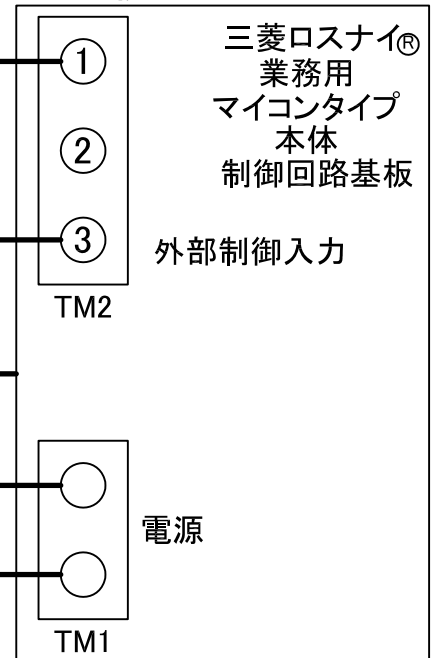 三菱ロスナイ®
業務用
マイコンタイプ
本体
制御回路基板
①
②
③
外部制御入力
TM2
電源
TM1